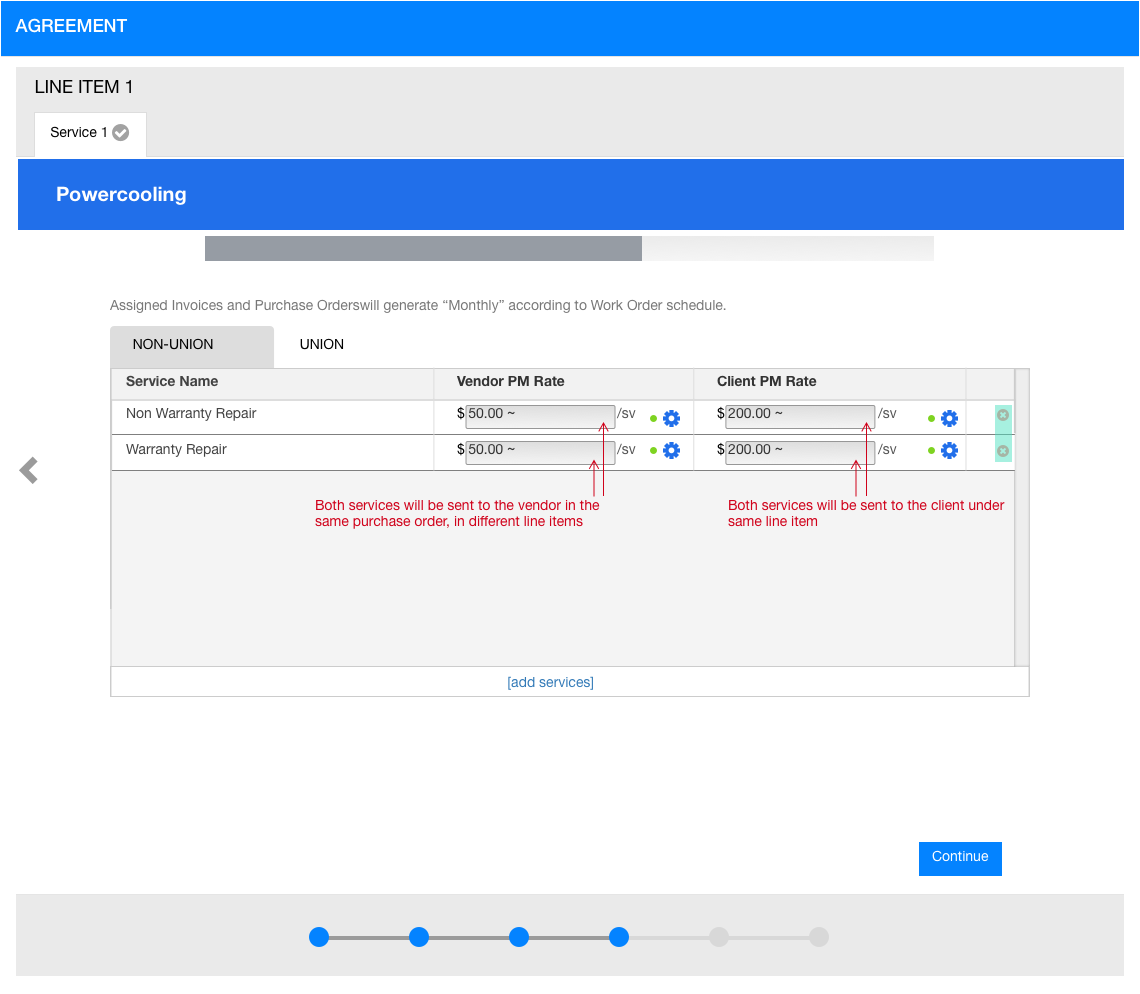 AGREEMENT
LINE ITEM 1
Service 1
Powercooling
Assigned Invoices and Purchase Orderswill generate “Monthly” according to Work Order schedule.
NON-UNION UNION
Service Name Vendor PM Rate Client PM Rate
Non Warranty Repair $ 50.00 ~ /sv $ 200.00 ~ /sv
Warranty Repair $ 50.00 ~ /sv $ 200.00 ~ /sv
Both services will be sent to the vendor in the
same purchase order, in different line items
Both services will be sent to the client under
same line item
[add services]
Continue